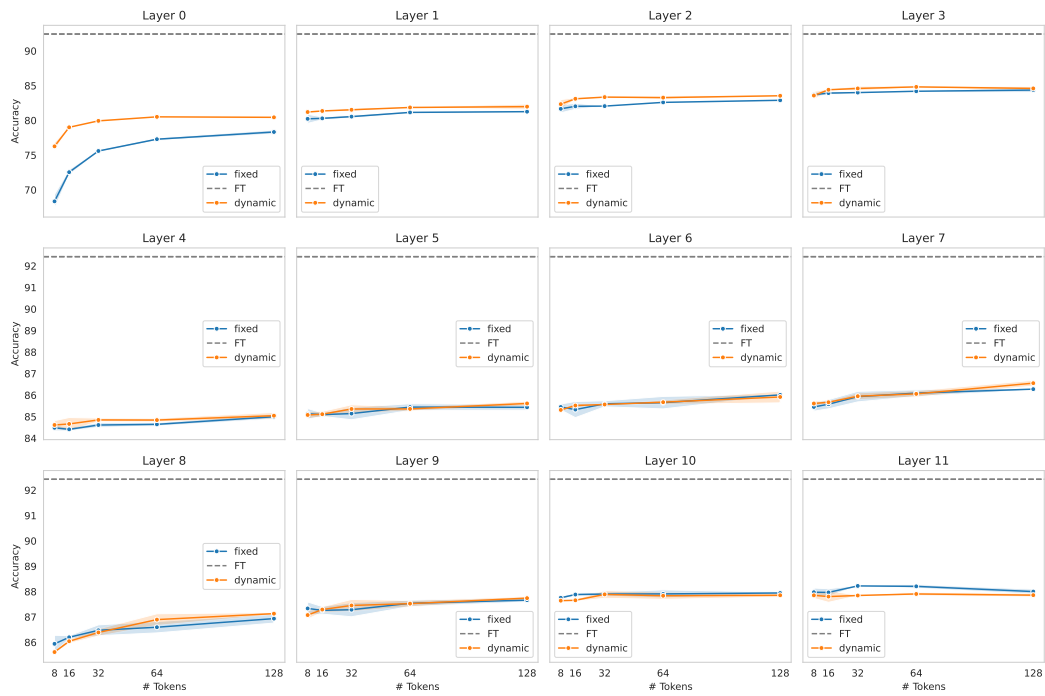 Layer 0
Layer 1
Layer 2
Layer 3
Accuracy
90
85
80
75
70
fixed
FT
dynamic
fixed
FT
dynamic
fixed
FT
dynamic
fixed
FT
dynamic
Layer 4
Layer 5
Layer 6
Layer 7
Accuracy
92
91
90
89
88
87
86
85
84
fixed
FT
dynamic
fixed
FT
dynamic
fixed
FT
dynamic
fixed
FT
dynamic
Layer 8
Layer 9
Layer 10
Layer 11
Accuracy
92
91
90
89
88
87
86
fixed
FT
dynamic
fixed
FT
dynamic
fixed
FT
dynamic
fixed
FT
dynamic
8 16 32 64 128
8 16 32 64 128
8 16 32 64 128
8 16 32 64 128
# Tokens
# Tokens
# Tokens
# Tokens